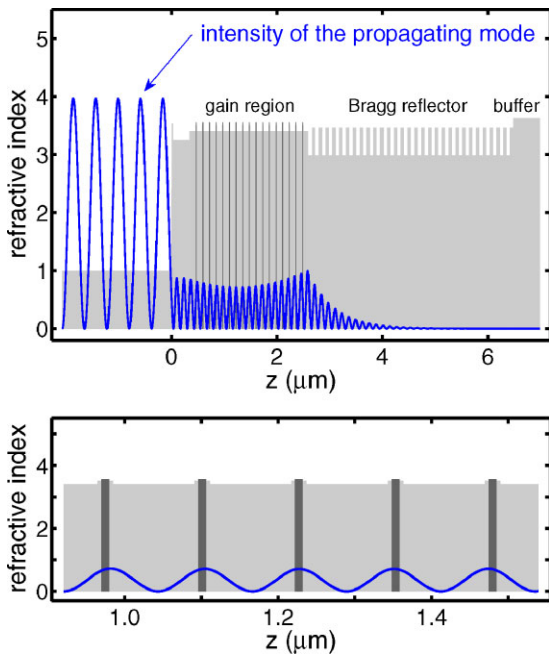 intensity of the propagating mode
gain region Bragg reflector buffer
refractive index
5
4
3
2
1
0
0 2 4 6
z (μm)
refractive index
4
2
0
1.0 1.2 1.4
z (μm)